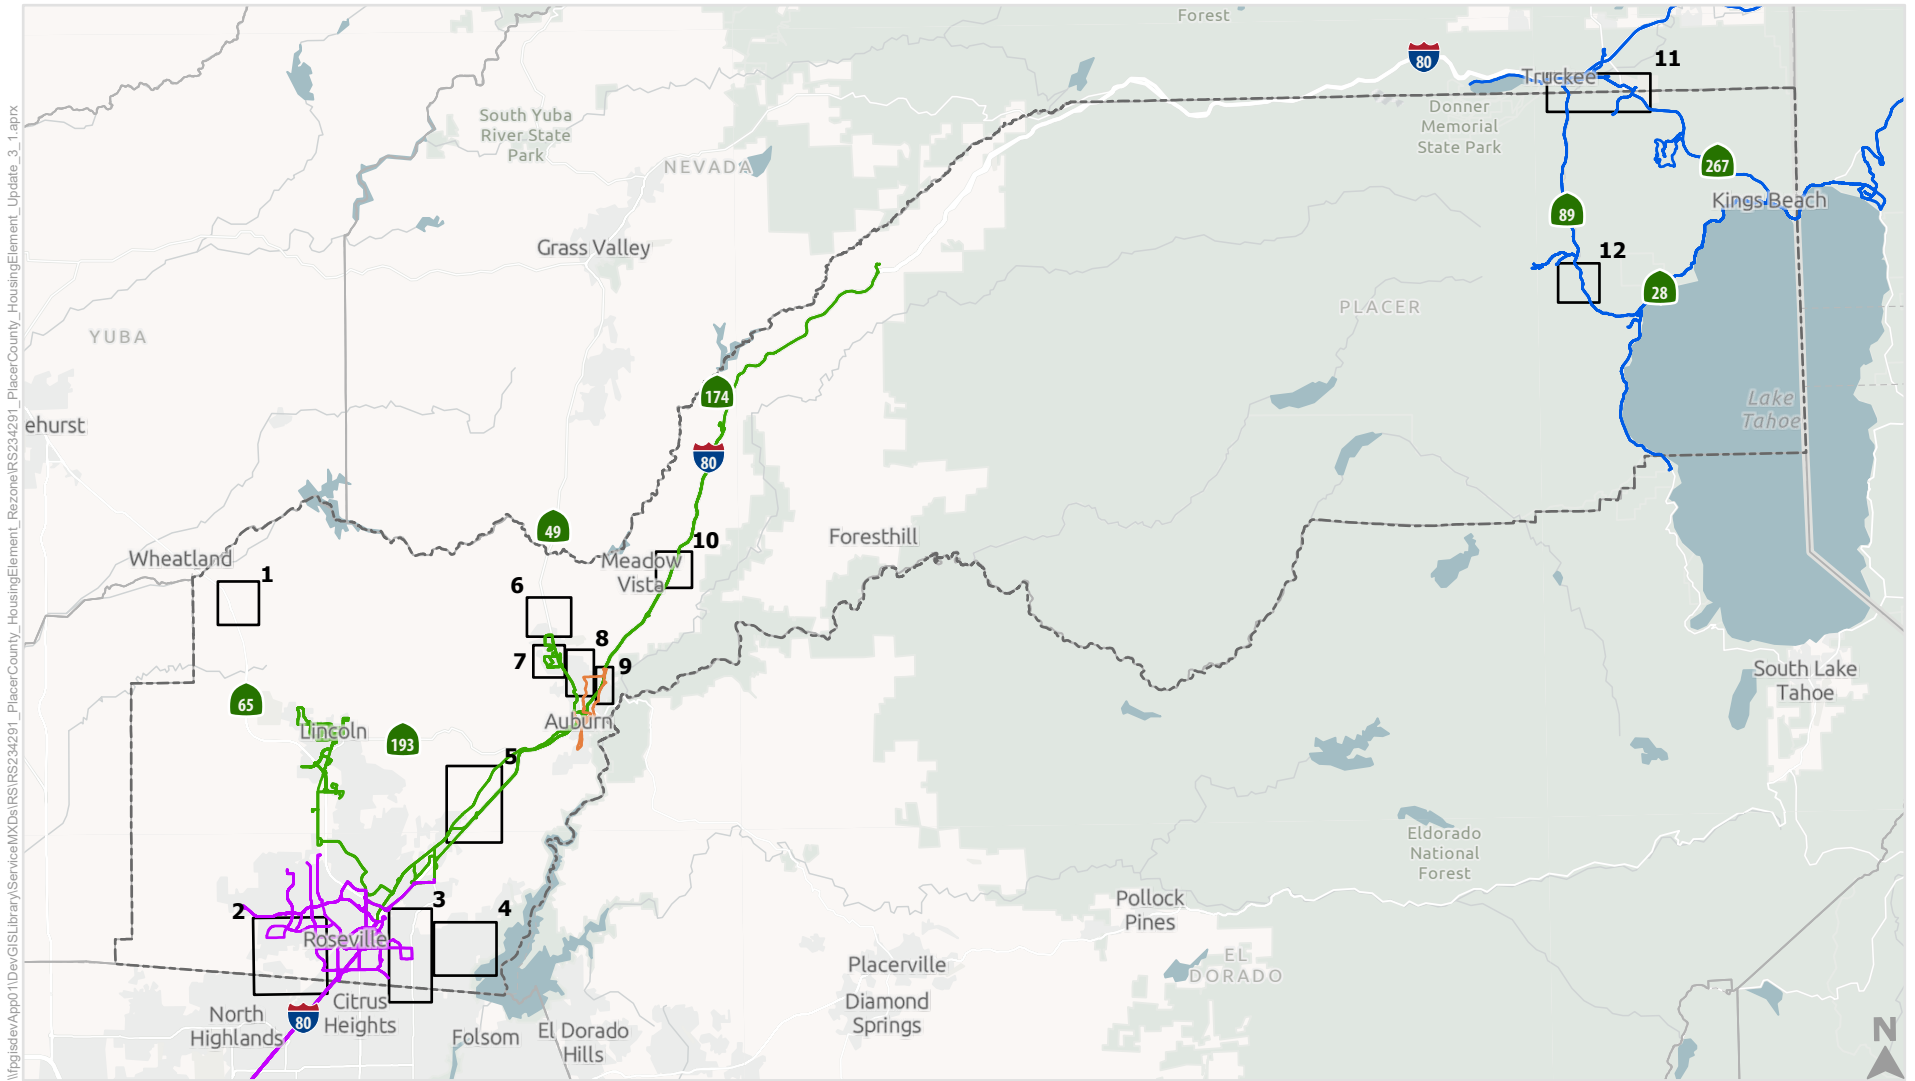 Forest
80
11
Truckee
South Yuba
River State
Park
Donner
Memorial
State Park
NEVADA
267
Kings Beach
89
Grass Valley
12
28
PLACER
YUBA
174
Lake
Tahoe
ehurst
80
49
Foresthill
10
Wheatland
Meadow
Vista
1
6
8
7
9
South Lake
Tahoe
65
Auburn
Lincoln
193
5
Eldorado
National
Forest
3
2
4
Pollock
Pines
Roseville
Placerville
EL
DORADO
Diamond
Springs
North
Highlands
80
Citrus
Heights
Folsom
El Dorado
Hills
N
\\fpgisdevApp01\DevGISLibrary\ServiceMXDs\RS\RS234291_PlacerCounty_HousingElement_Rezone\RS234291_PlacerCounty_HousingElement_Update_3_1.aprx